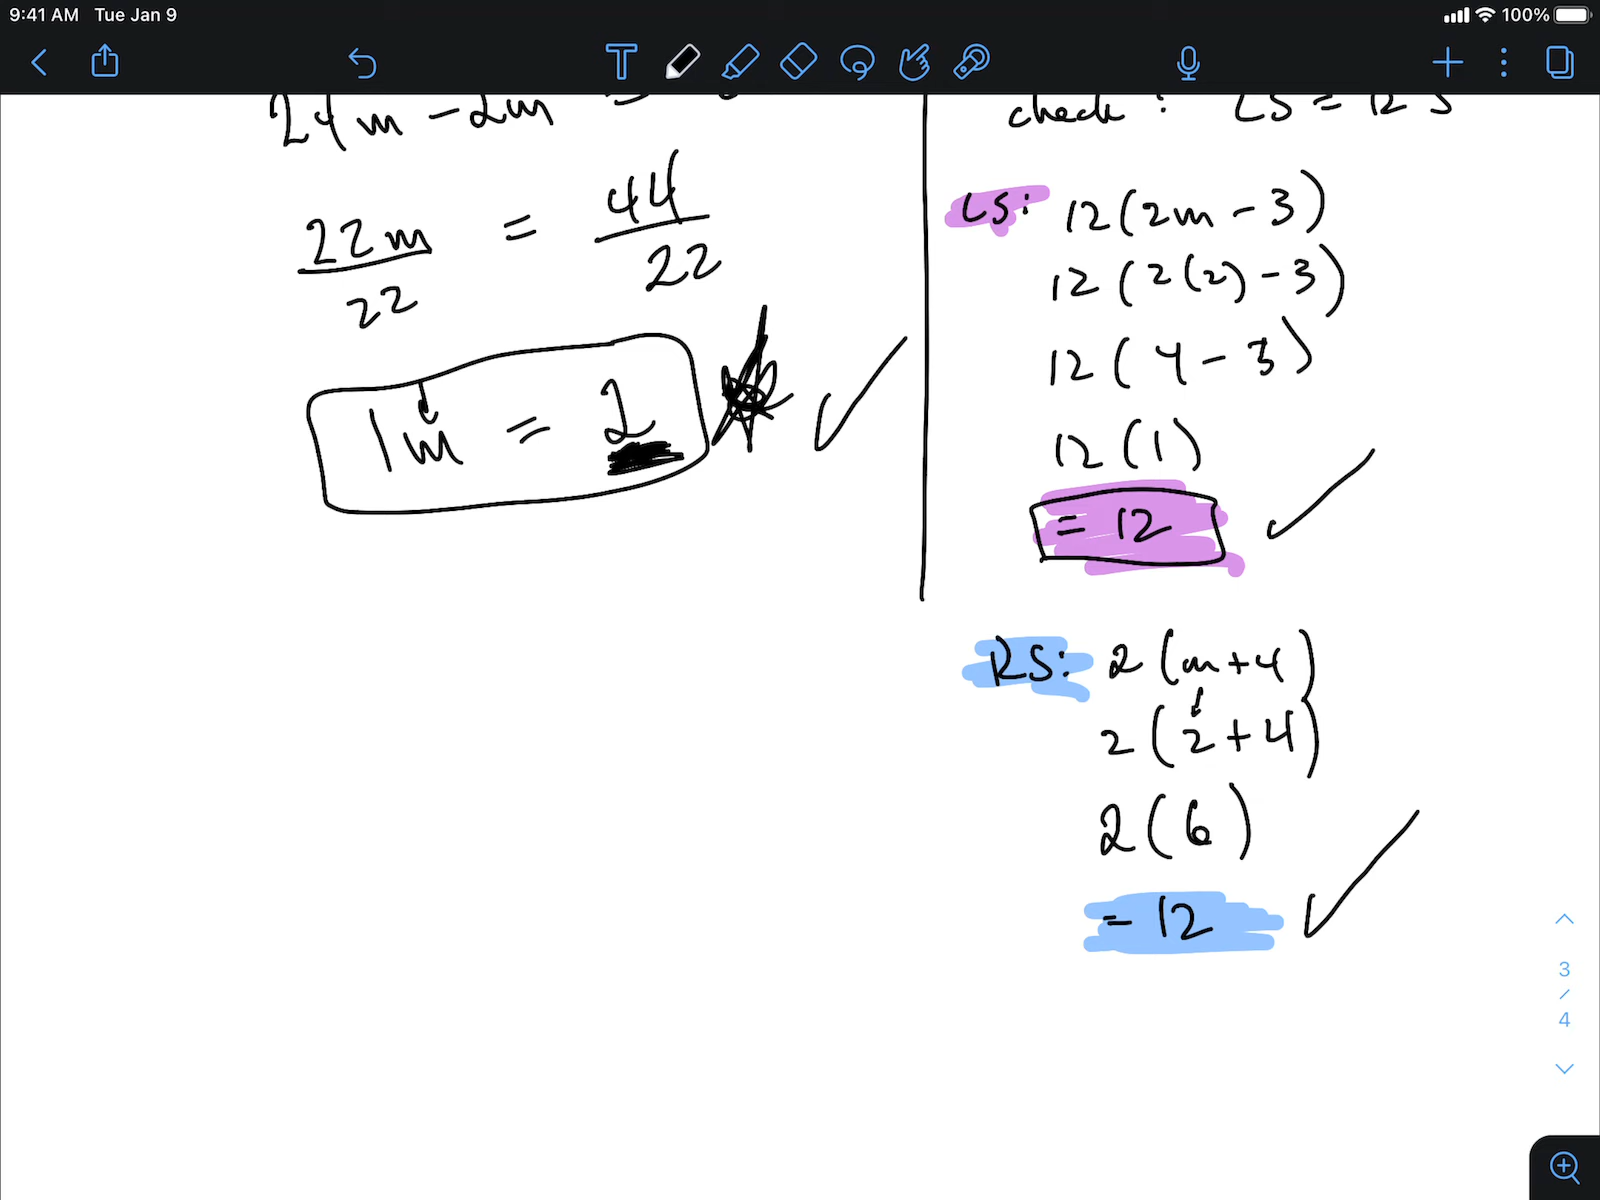 9:41 AM Tue Jan 9
100%
24m - 2m =
22m = 44
22 22
1m = 2
check : LS = RS
LS: 12(2m - 3)
12(2(2) - 3)
12(4 - 3)
12(1)
= 12
RS: 2(m+4)
2(2+4)
2(6)
= 12
3
/
4